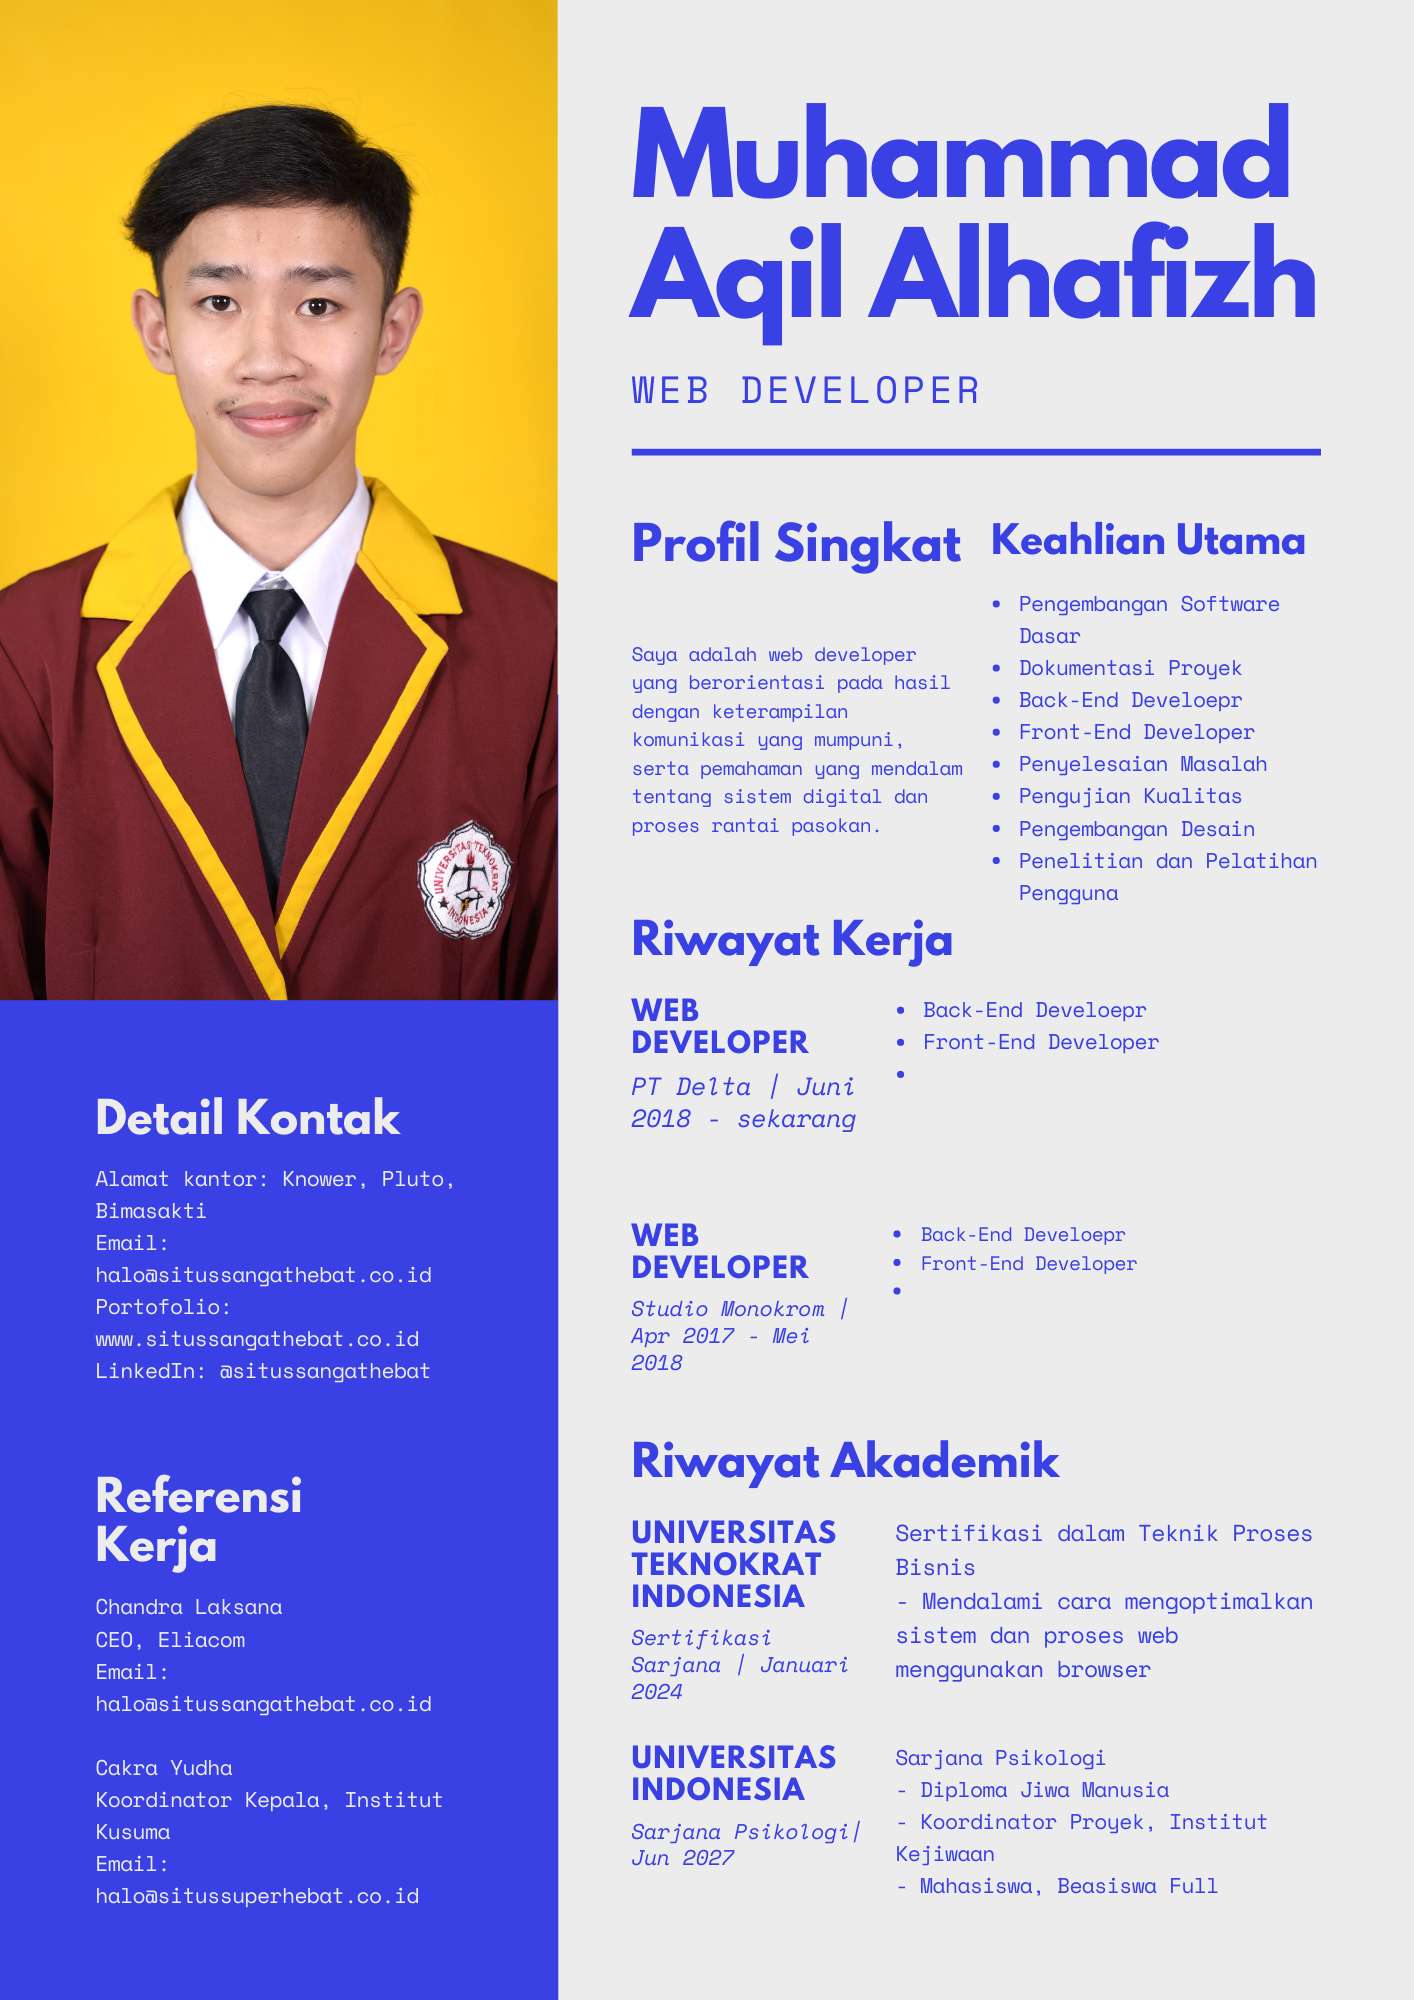 Muhammad
Aqil Alhafizh
WEB DEVELOPER
Profil Singkat
Saya adalah web developer
yang berorientasi pada hasil
dengan keterampilan
komunikasi yang mumpuni,
serta pemahaman yang mendalam
tentang sistem digital dan
proses rantai pasokan.
Keahlian Utama
• Pengembangan Software
Dasar
• Dokumentasi Proyek
• Back-End Develoepr
• Front-End Developer
• Penyelesaian Masalah
• Pengujian Kualitas
• Pengembangan Desain
• Penelitian dan Pelatihan
Pengguna
Riwayat Kerja
WEB
DEVELOPER
PT Delta | Juni
2018 - sekarang
• Back-End Develoepr
• Front-End Developer
•
WEB
DEVELOPER
Studio Monokrom |
Apr 2017 - Mei
2018
• Back-End Develoepr
• Front-End Developer
•
Riwayat Akademik
UNIVERSITAS
TEKNOKRAT
INDONESIA
Sertifikasi
Sarjana | Januari
2024
Sertifikasi dalam Teknik Proses
Bisnis
- Mendalami cara mengoptimalkan
sistem dan proses web
menggunakan browser
UNIVERSITAS
INDONESIA
Sarjana Psikologi|
Jun 2027
Sarjana Psikologi
- Diploma Jiwa Manusia
- Koordinator Proyek, Institut
Kejiwaan
- Mahasiswa, Beasiswa Full
UNIVERSITAS TEKNOKRAT
INDONESIA
Detail Kontak
Alamat kantor: Knower, Pluto,
Bimasakti
Email:
halo@situssangathebat.co.id
Portofolio:
www.situssangathebat.co.id
LinkedIn: @situssangathebat
Referensi
Kerja
Chandra Laksana
CEO, Eliacom
Email:
halo@situssangathebat.co.id
Cakra Yudha
Koordinator Kepala, Institut
Kusuma
Email:
halo@situssuperhebat.co.id